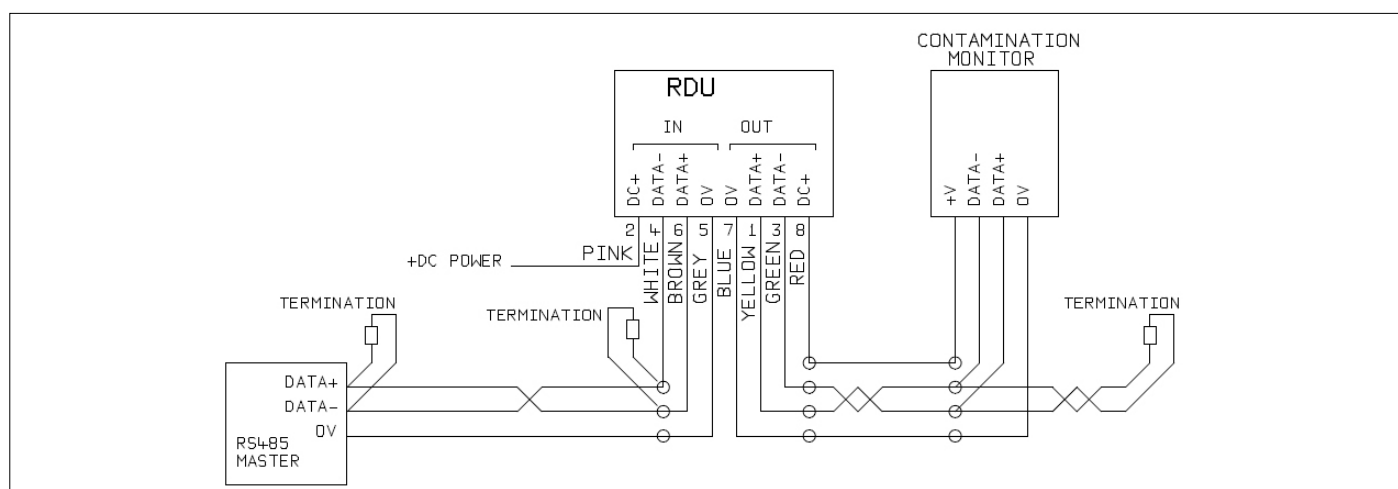 CONTAMINATION
MONITOR
RDU
IN OUT
DC+ DATA- DATA+ 0V 0V DATA+ DATA- DC+
+V DATA- DATA+ 0V
2 4 6 5 7 1 3 8
+DC POWER
PINK WHITE BROWN GREY BLUE YELLOW GREEN RED
TERMINATION
TERMINATION
TERMINATION
DATA+
DATA-
0V
RS485
MASTER